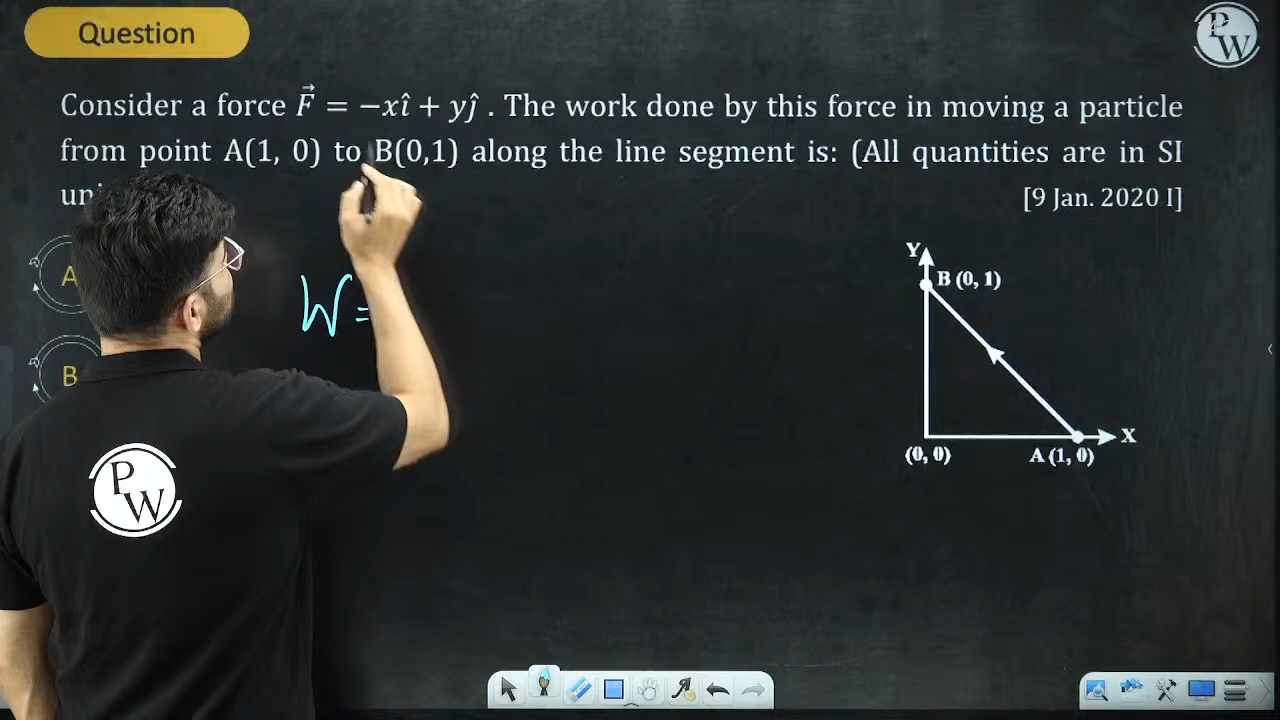 Question
PW
Consider a force F⃗ = −xî + yĵ . The work done by this force in moving a particle
from point A(1, 0) to B(0,1) along the line segment is: (All quantities are in SI
[9 Jan. 2020 I]
A
W =
Y
B (0, 1)
B
X
(0, 0) A (1, 0)
PW